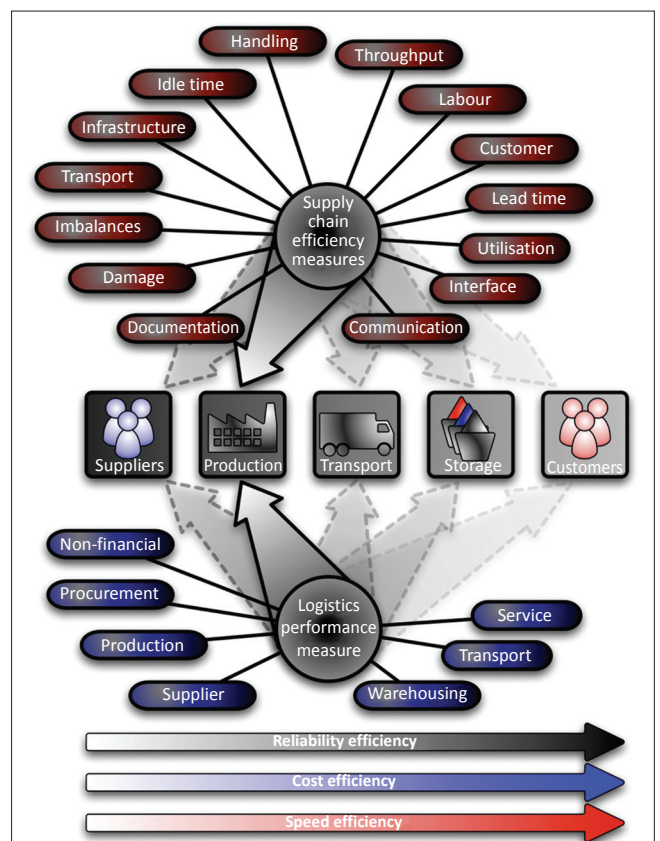 Handling
Throughput
Idle time
Labour
Infrastructure
Customer
Transport
Lead time
Supply
chain
efficiency
measures
Imbalances
Utilisation
Damage
Interface
Documentation
Communication
Suppliers
Production
Transport
Storage
Customers
Non-financial
Procurement
Production
Supplier
Logistics
performance
measure
Service
Transport
Warehousing
Reliability efficiency
Cost efficiency
Speed efficiency